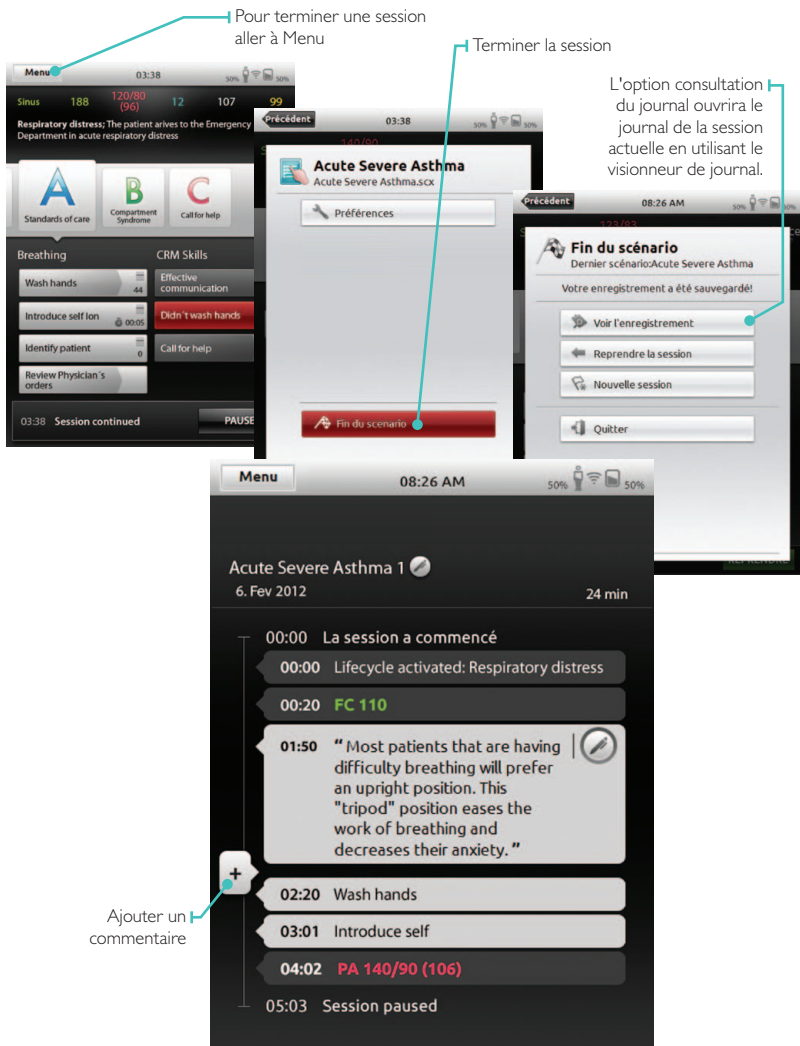 Pour terminer une session
aller à Menu
Terminer la session
L'option consultation
du journal ouvrira le
journal de la session
actuelle en utilisant le
visionneur de journal.
Menu
03:38
50%
50%
Sinus 188 120/80 12 107 99
(96)
Respiratory distress; The patient arives to the Emergency
Department in acute respiratory
distress
A
Standards of care
B
Compartment
Syndrome
C
Call for help
Breathing
CRM Skills
Wash hands
44
Effective
communication
Introduce self Ion
00:05
Didn´t wash hands
Identify patient
0
Call for help
Review Physician´s
orders
03:38 Session continued
PAUSE
Précédent
03:38
50%
50%
140/90
Acute Severe Asthma
Acute Severe Asthma.scx
Préférences
Fin du scenario
Précédent
08:26 AM
50%
50%
123/83
Fin du scénario
Dernier scénario:Acute Severe Asthma
Votre enregistrement a été sauvegardé!
Voir l'enregistrement
Reprendre la session
Nouvelle session
Quitter
REPRENDRE
Menu
08:26 AM
50%
50%
Acute Severe Asthma 1
6. Fev 2012
24 min
00:00 La session a commencé
00:00 Lifecycle activated: Respiratory distress
00:20 FC 110
01:50 “ Most patients that are having
difficulty breathing will prefer
an upright position. This
"tripod" position eases the
work of breathing and
decreases their anxiety. ”
+
02:20 Wash hands
Ajouter un
commentaire
03:01 Introduce self
04:02 PA 140/90 (106)
05:03 Session paused